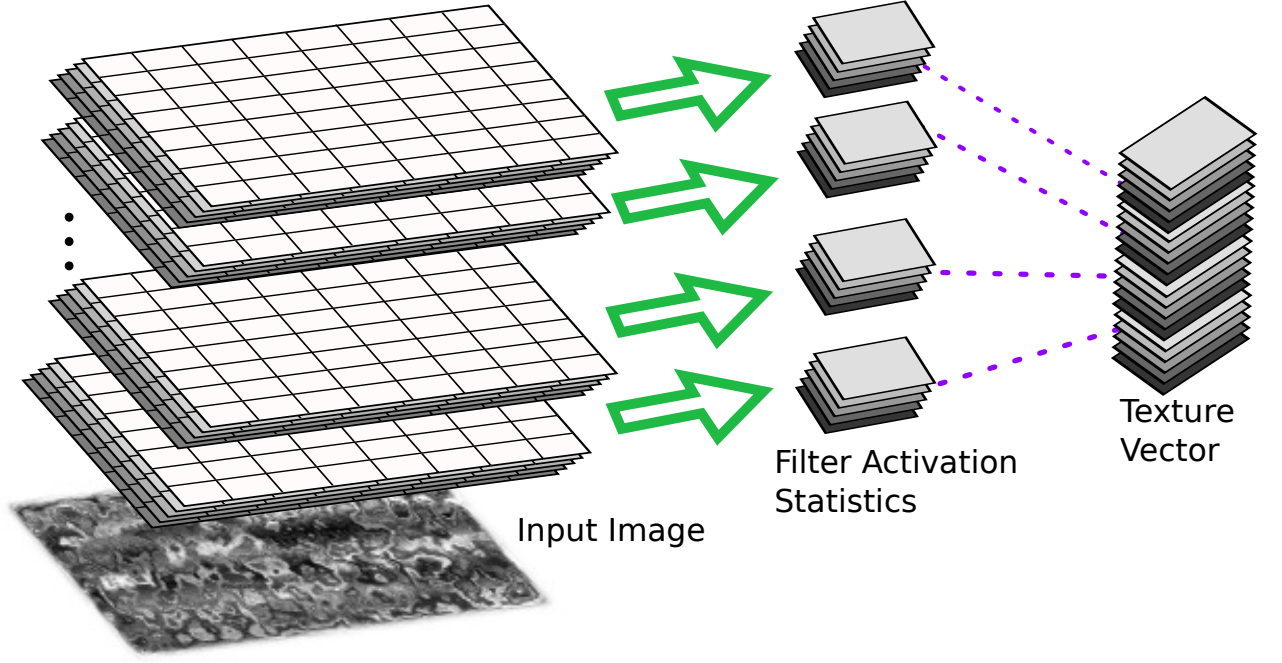 Input Image
Filter Activation
Statistics
Texture
Vector